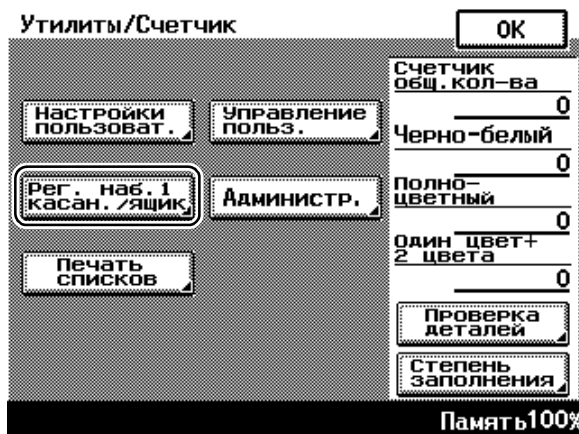 Утилиты/Счетчик
OK
Настройки
пользоват.
Управление
польз.
Рег. наб.1
касан./ящик
Администр.
Печать
списков
Счетчик
общ.кол-ва
0
Черно-белый
0
Полно-
цветный
0
Один цвет+
2 цвета
0
Проверка
деталей
Степень
заполнения
Память100%